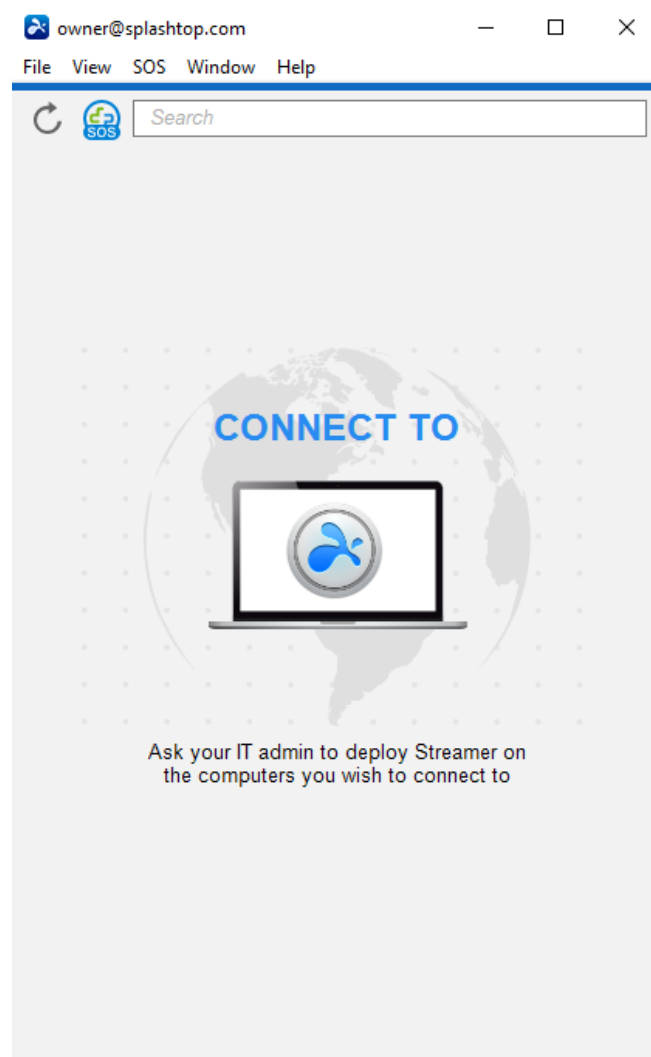 owner@splashtop.com
File View SOS Window Help
SOS Search
CONNECT TO
Ask your IT admin to deploy Streamer on
the computers you wish to connect to